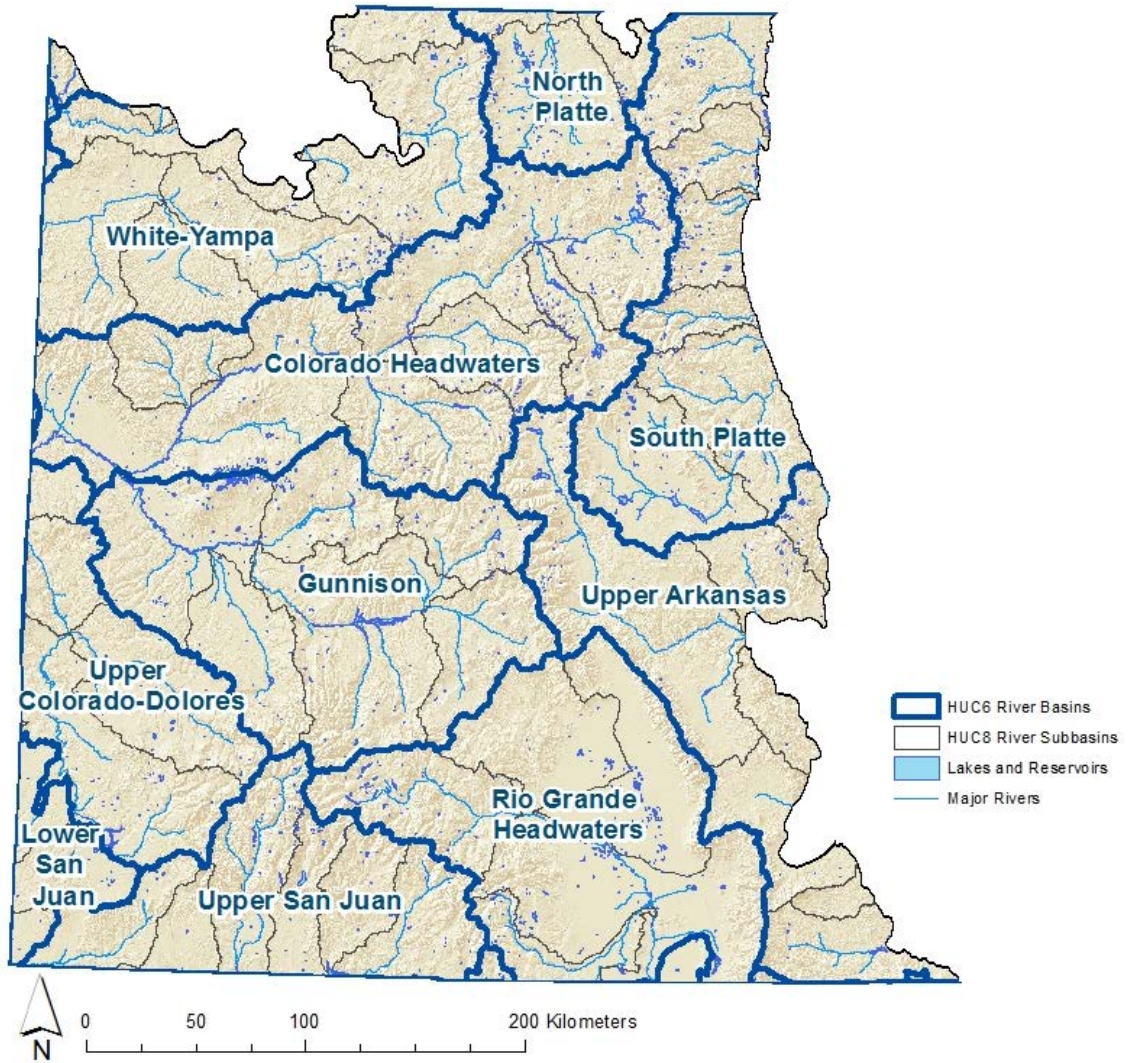 North
Platte
White-Yampa
Colorado Headwaters
South Platte
Gunnison
Upper Arkansas
Upper
Colorado-Dolores
HUC6 River Basins
HUC8 River Subbasins
Lakes and Reservoirs
Major Rivers
Rio Grande
Headwaters
Lower
San
Juan
Upper San Juan
0 50 100 200 Kilometers
N